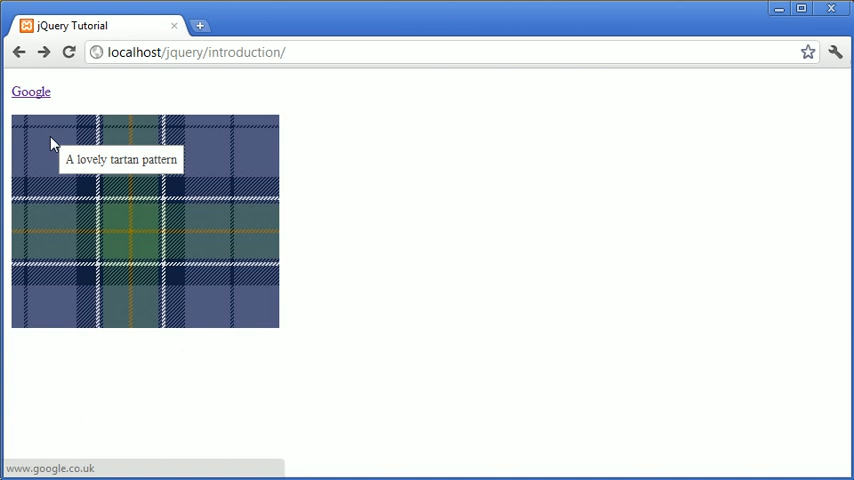 jQuery Tutorial
localhost/jquery/introduction/
Google
A lovely tartan pattern
www.google.co.uk